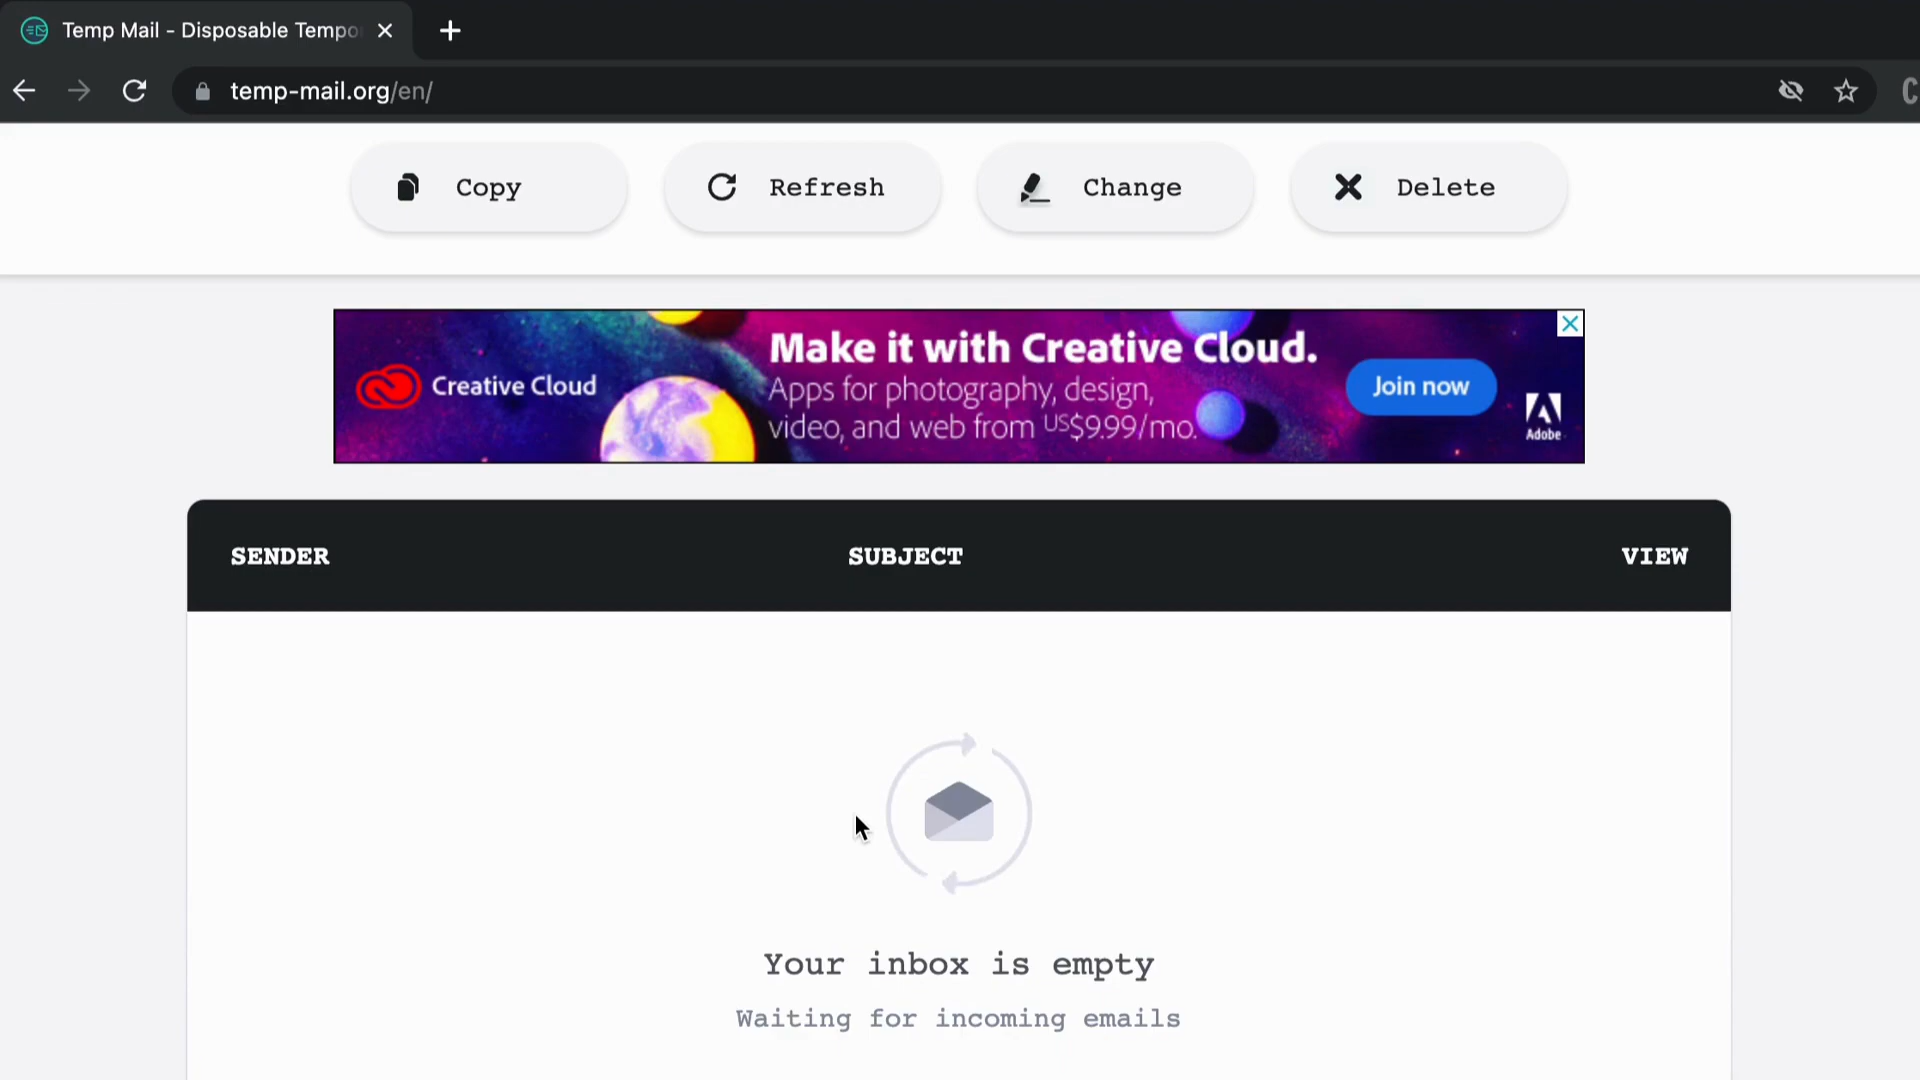 Temp Mail - Disposable Tempo
temp-mail.org/en/
Copy
Refresh
Change
Delete
Creative Cloud
Make it with Creative Cloud.
Apps for photography, design,
video, and web from US$9.99/mo.
Join now
Adobe
SENDER
SUBJECT
VIEW
Your inbox is empty
Waiting for incoming emails